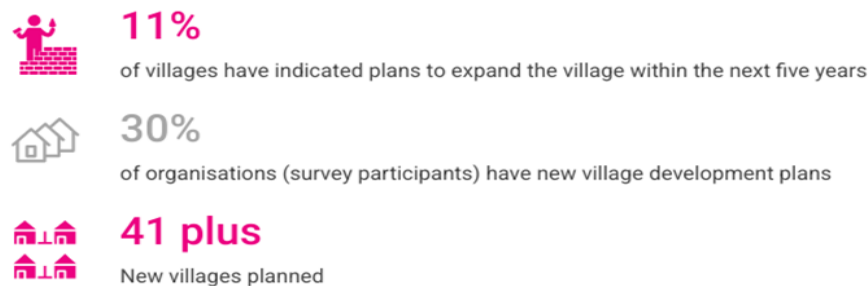 11%
of villages have indicated plans to expand the village within the next five years
30%
of organisations (survey participants) have new village development plans
41 plus
New villages planned